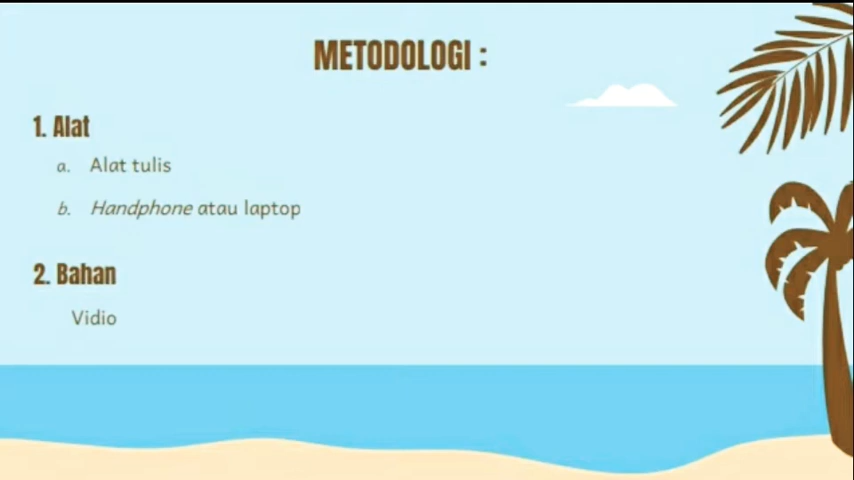 METODOLOGI :
1. Alat
a. Alat tulis
b. Handphone atau laptop
2. Bahan
Vidio